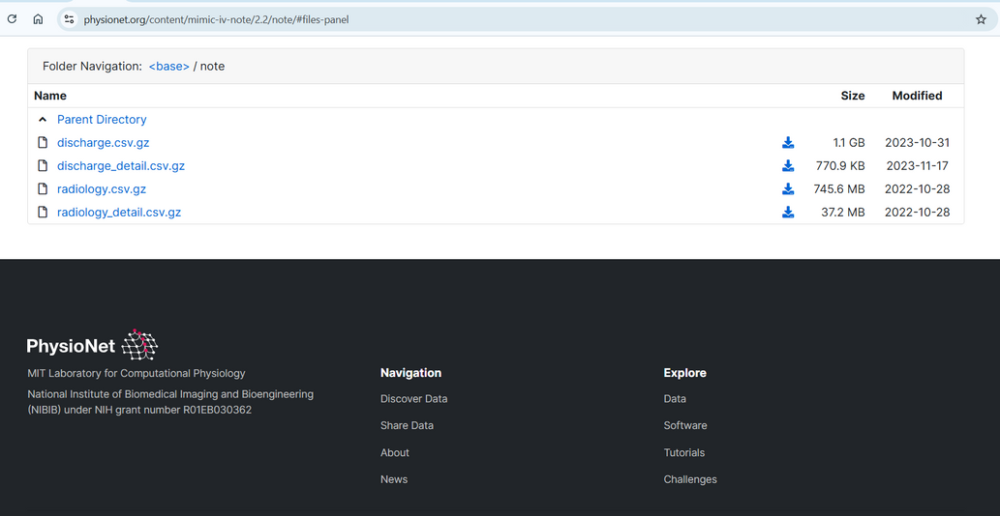 physionet.org/content/mimic-iv-note/2.2/note/#files-panel
Folder Navigation: <base> / note
Name Size Modified
Parent Directory
discharge.csv.gz 1.1 GB 2023-10-31
discharge_detail.csv.gz 770.9 KB 2023-11-17
radiology.csv.gz 745.6 MB 2022-10-28
radiology_detail.csv.gz 37.2 MB 2022-10-28
PhysioNet
MIT Laboratory for Computational Physiology
National Institute of Biomedical Imaging and Bioengineering
(NIBIB) under NIH grant number R01EB030362
Navigation
Discover Data
Share Data
About
News
Explore
Data
Software
Tutorials
Challenges